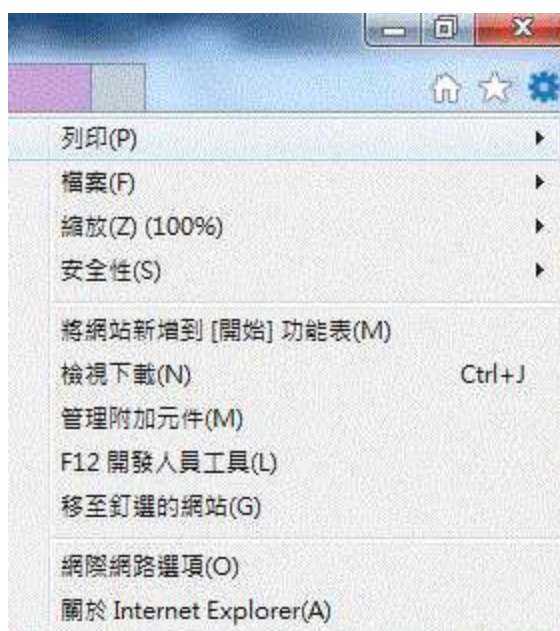 列印(P)
檔案(F)
縮放(Z) (100%)
安全性(S)
將網站新增到 [開始] 功能表(M)
檢視下載(N) Ctrl+J
管理附加元件(M)
F12 開發人員工具(L)
移至釘選的網站(G)
網際網路選項(O)
關於 Internet Explorer(A)